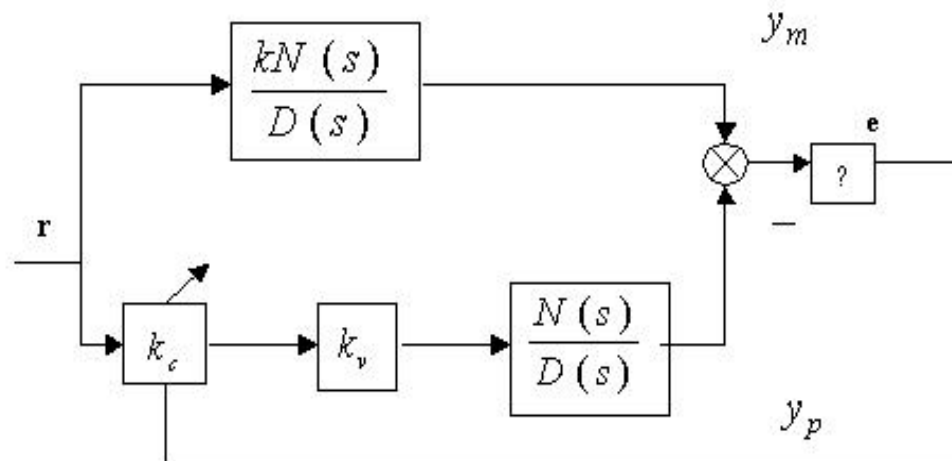 y_m
kN (s)
D (s)
e
?
r
−
k_c
k_v
N (s)
D (s)
y_p